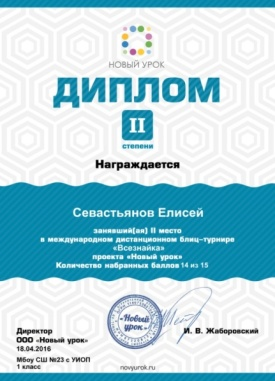 НОВЫЙ УРОК
ДИПЛОМ
II
степени
Награждается
Севастьянов Елисей
занявший(ая) II место
в международном дистанционном блиц-турнире
«Всезнайка»
проекта «Новый урок»
Количество набранных баллов 14 из 15
«Новый урок»
Директор
ООО «Новый урок»
18.04.2016
И. В. Жаборовский
Мбоу СШ №23 с УИОП
1 класс
novyurok.ru